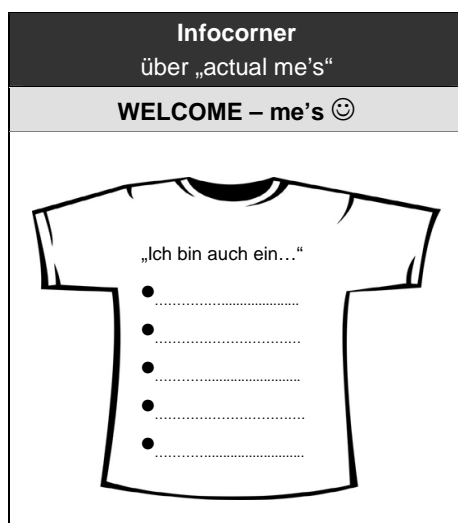 Infocorner
über „actual me's“
WELCOME – me's ☺
„Ich bin auch ein…“
●……………....................
●……………………………
●………….......................
●……………………………
●………….......................